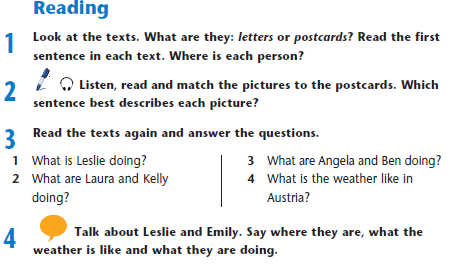 Reading
1 Look at the texts. What are they: letters or postcards? Read the first
sentence in each text. Where is each person?
2 Listen, read and match the pictures to the postcards. Which
sentence best describes each picture?
3 Read the texts again and answer the questions.
1 What is Leslie doing?
2 What are Laura and Kelly
doing?
3 What are Angela and Ben doing?
4 What is the weather like in
Austria?
4 Talk about Leslie and Emily. Say where they are, what the
weather is like and what they are doing.